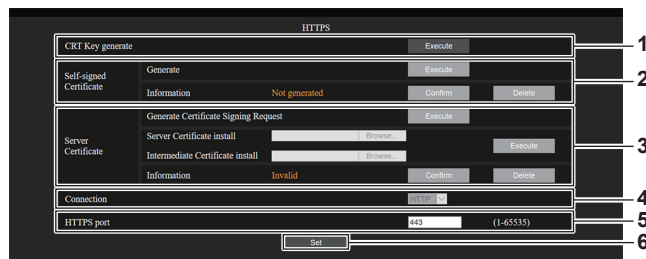 HTTPS
CRT Key generate Execute 1
Self-signed Certificate Generate Execute 2
Information Not generated Confirm Delete
Server Certificate Generate Certificate Signing Request Execute 3
Server Certificate install Browse... Execute
Intermediate Certificate install Browse...
Information Invalid Confirm Delete
Connection HTTP 4
HTTPS port 443 (1-65535) 5
Set 6